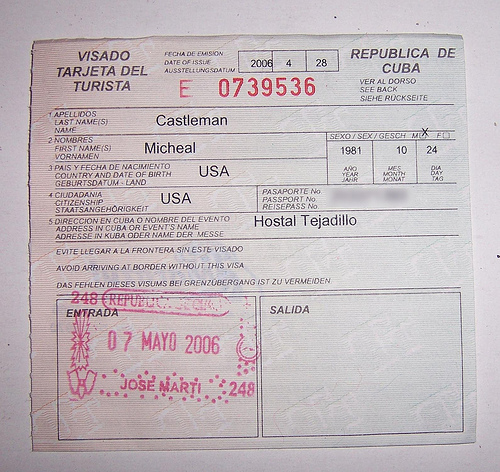 VISADO
TARJETA DEL
TURISTA
FECHA DE EMISION
DATE OF ISSUE
AUSSTELLUNGSDATUM
2006 4 28
REPUBLICA DE
CUBA
E 0739536
VER AL DORSO
SEE BACK
SIEHE RÜCKSEITE
1 APELLIDOS
LAST NAME(S)
NAME
Castleman
2 NOMBRES
FIRST NAME(S)
VORNAMEN
Micheal
SEXO / SEX / GESCH M X F
1981 10 24
AÑO MES DIA
YEAR MONTH DAY
JAHR MONAT TAG
3 PAIS Y FECHA DE NACIMIENTO
COUNTRY AND DATE OF BIRTH
GEBURTSDATUM - LAND
USA
4 CIUDADANIA
CITIZENSHIP
STAATSANGEHÖRIGKEIT
USA
PASAPORTE No
PASSPORT No.
REISEPASS No.
5 DIRECCION EN CUBA O NOMBRE DEL EVENTO
ADDRESS IN CUBA OR EVENT'S NAME
ADRESSE IN KUBA ODER NAME DER MESSE
Hostal Tejadillo
EVITE LLEGAR A LA FRONTERA SIN ESTE VISADO
AVOID ARRIVING AT BORDER WITHOUT THIS VISA
DAS FEHLEN DIESES VISUMS BEI GRENZÜBERGANG IST ZU VERMEIDEN
248 REPUBLICA DE CUBA
ENTRADA
07 MAYO 2006
JOSE MARTI 248
SALIDA